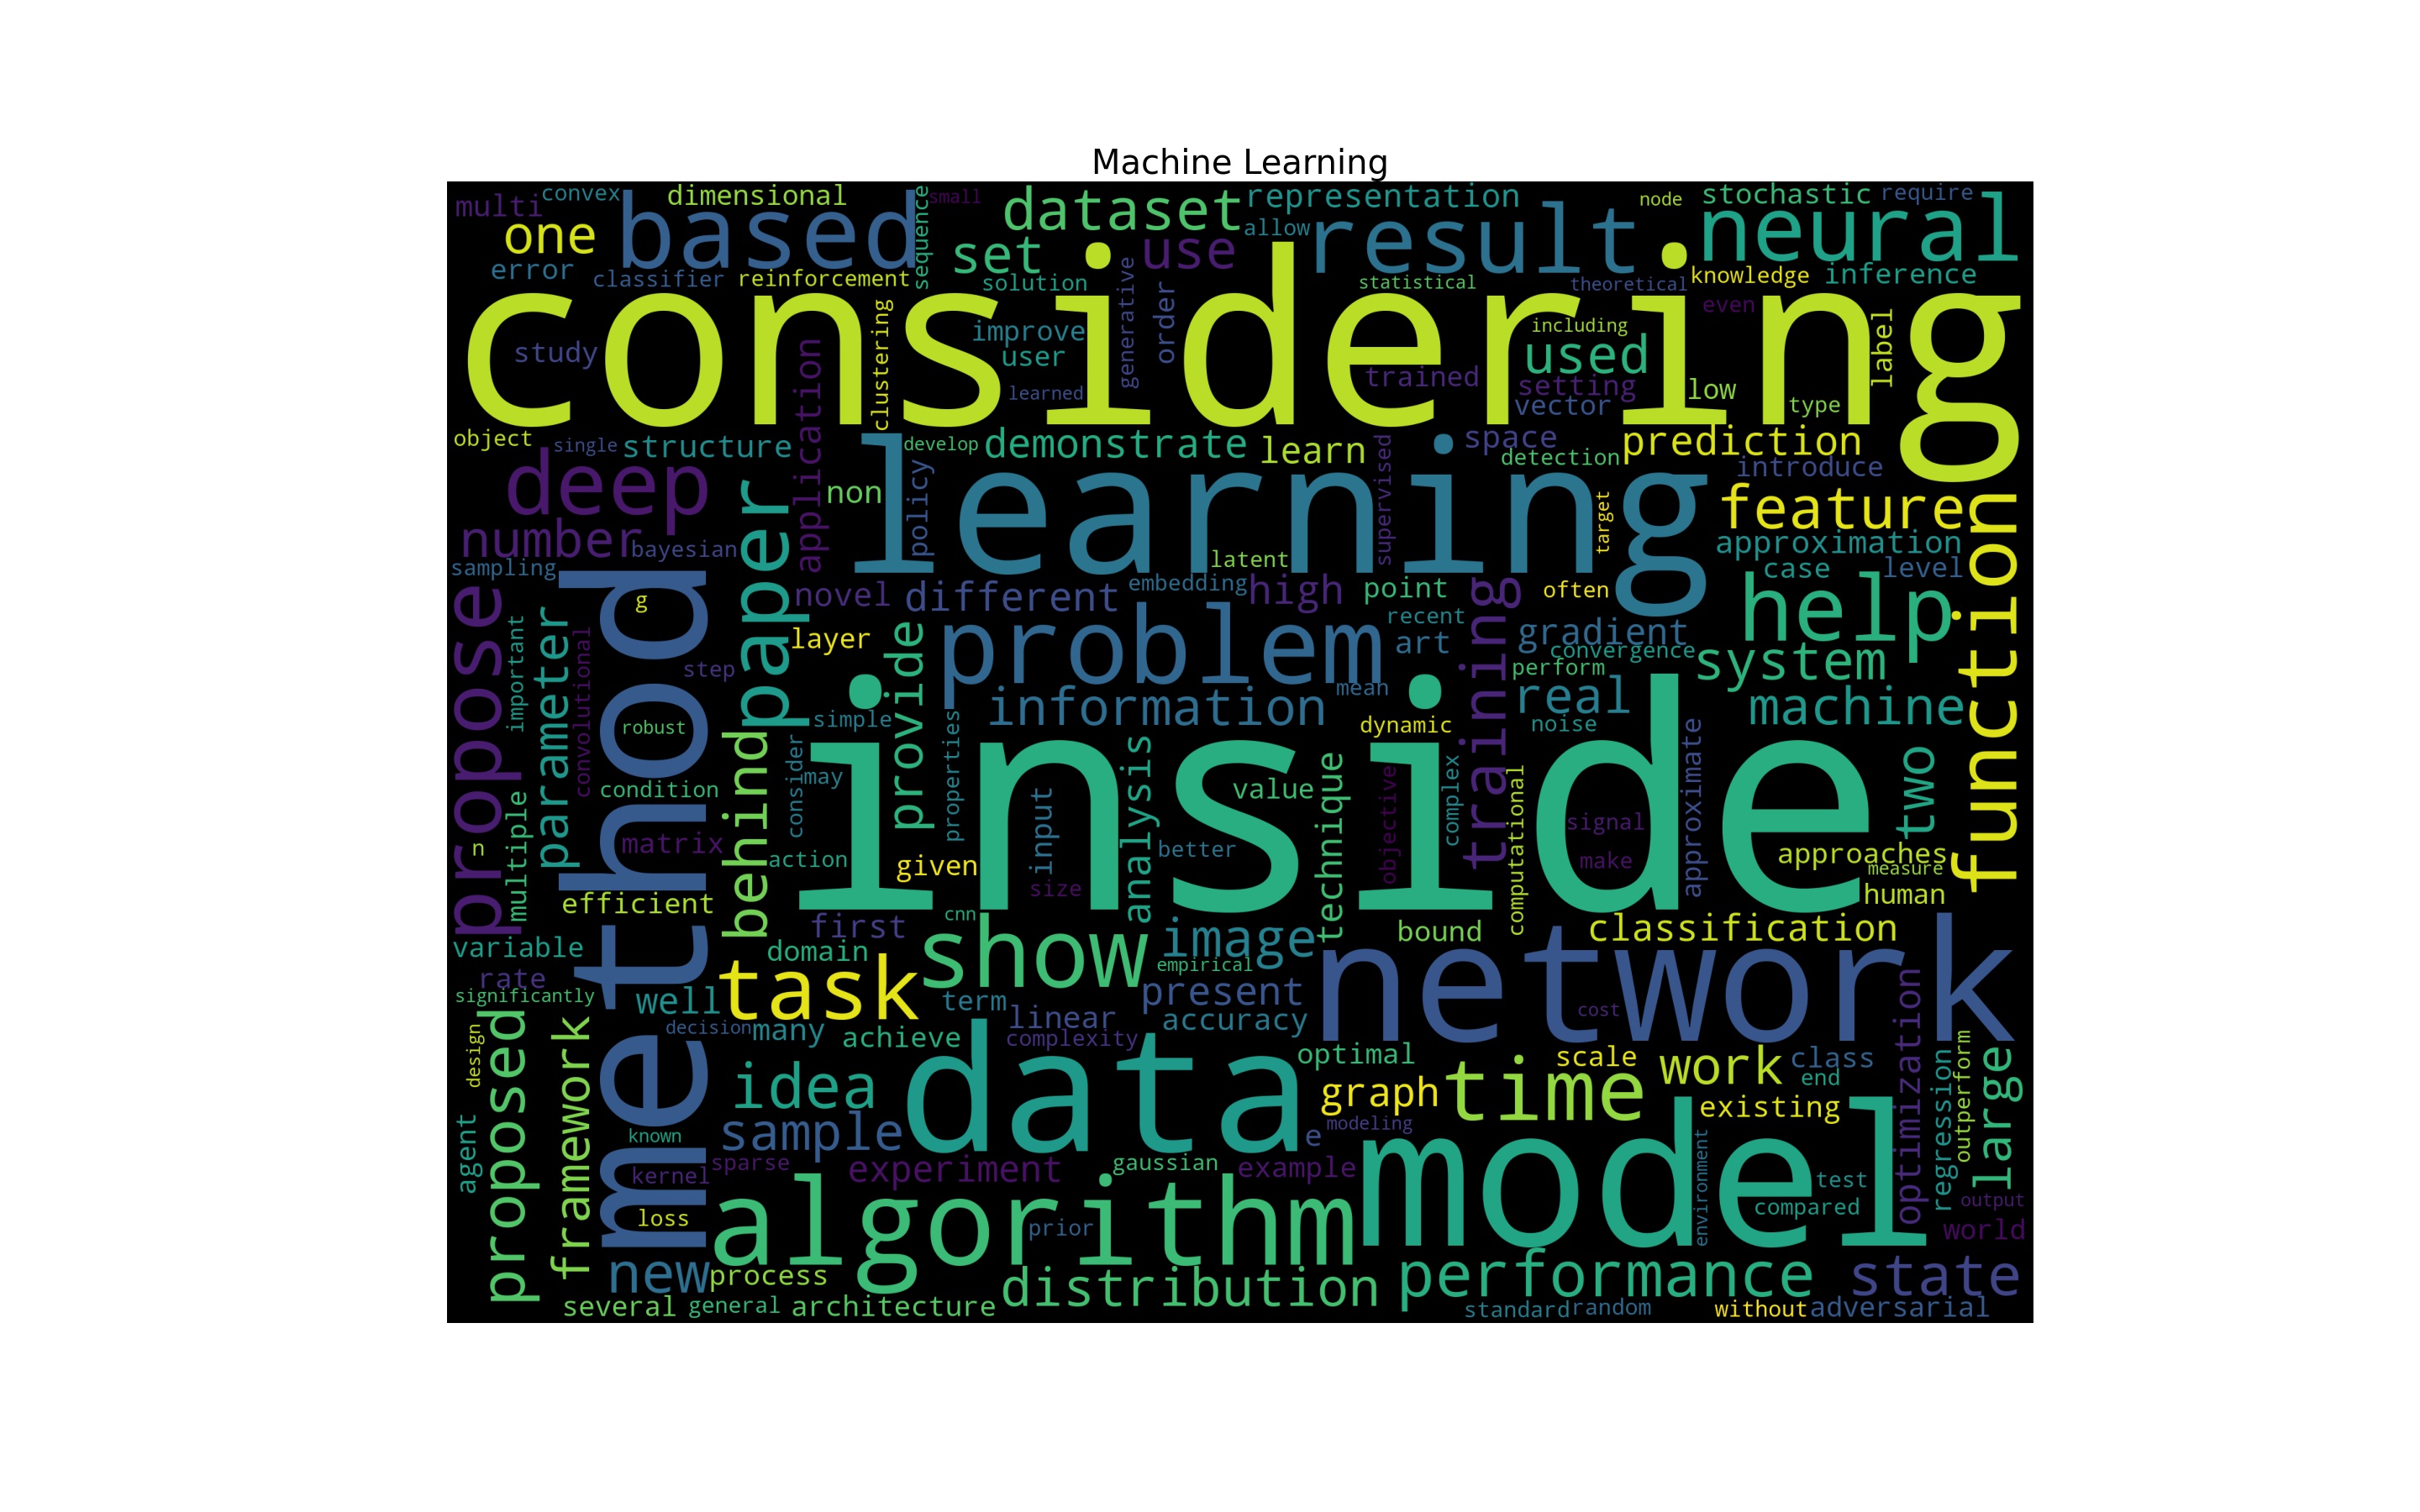 Machine Learning
multi
convex
dimensional
based
one
error
classifier
reinforcement
sequence
small
dataset
set
use
representation
allow
solution
result
statistical
theoretical
node
stochastic
require
neural
knowledge
inference
even
considering
study
clustering
improve
user
learned
generative
order
including
used
trained
setting
vector
low
type
label
object
single
structure
application
develop
demonstrate
learn
supervised
space
detection
prediction
introduce
deep
non
policy
learning
target
feature
function
number
bayesian
sampling
paper
latent
approximation
case
level
novel
different
embedding
high
point
often
help
propose
important
parameter
convolutional
method
g
step
robust
layer
provide
problem
recent
art
training
gradient
convergence
perform
system
simple
information
mean
real
noise
machine
dynamic
properties
behind
consider
may
inside
condition
matrix
n
multiple
action
given
input
size
analysis
better
value
technique
objective
complex
computational
signal
make
approximate
two
approaches
measure
human
efficient
variable
rate
significantly
first
domain
cnn
show
image
empirical
bound
classification
network
well
task
term
present
accuracy
linear
complexity
cost
optimization
design
proposed
framework
decision
many
achieve
idea
data
optimal
scale
work
class
end
graph
time
existing
regression
outperform
large
agent
known
sample
e
modeling
model
environment
kernel
sparse
experiment
gaussian
example
test
compared
output
world
loss
algorithm
prior
new
process
distribution
performance
state
several
general
architecture
standard
random
without
adversarial